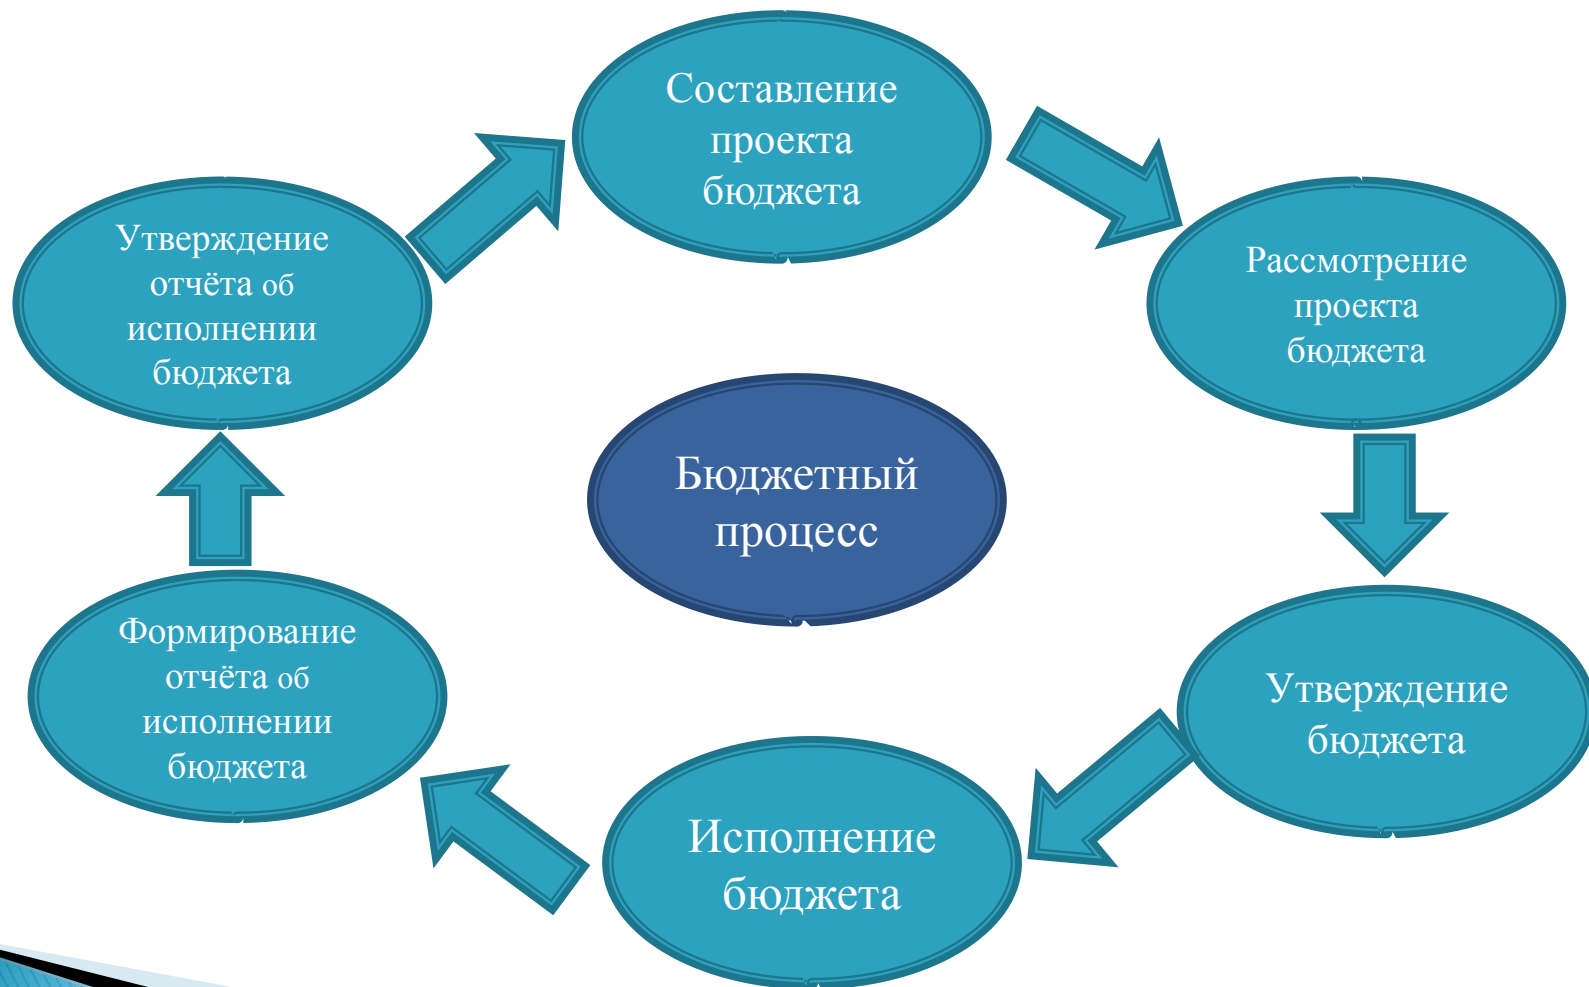 Составление
проекта
бюджета
Рассмотрение
проекта
бюджета
Утверждение
бюджета
Исполнение
бюджета
Формирование
отчёта об
исполнении
бюджета
Утверждение
отчёта об
исполнении
бюджета
Бюджетный
процесс